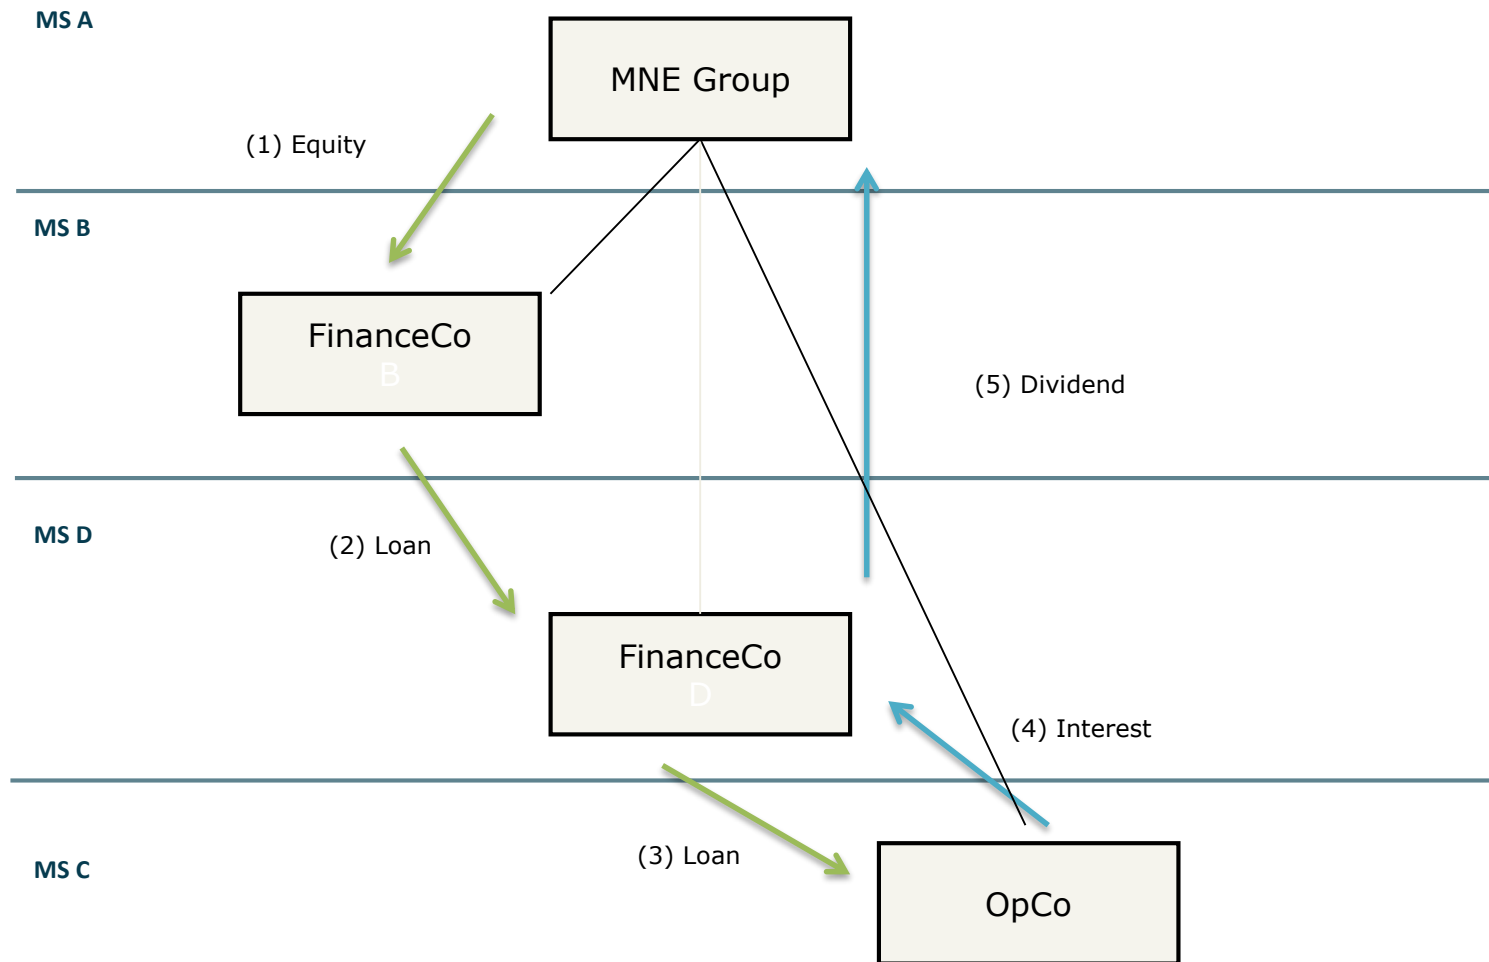 MS A
MNE Group
(1) Equity
MS B
FinanceCo
B
(5) Dividend
MS D
(2) Loan
FinanceCo
D
(4) Interest
(3) Loan
MS C
OpCo